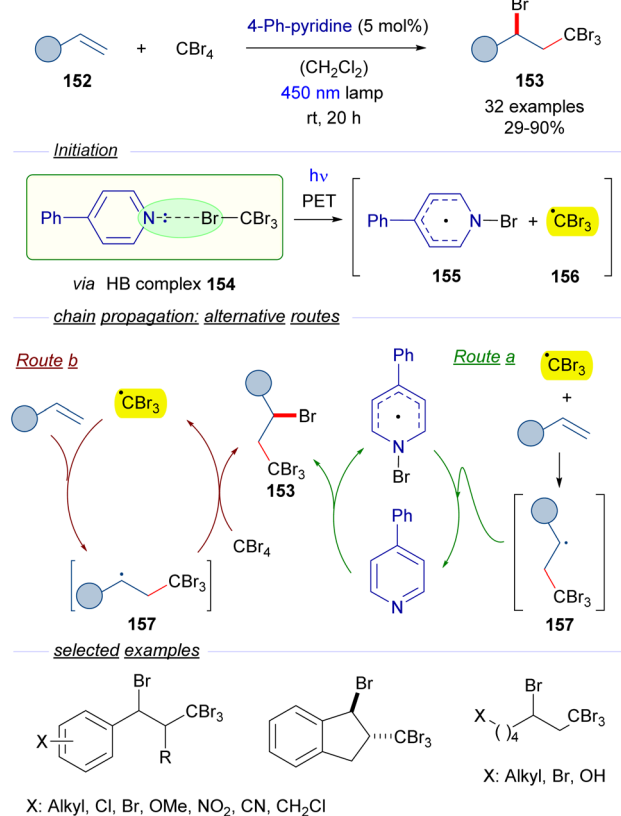 Br
4-Ph-pyridine (5 mol%)
CBr4
CBr3
+
(CH2Cl2)
152
153
450 nm lamp
32 examples
rt, 20 h
29-90%
Initiation
hν
Ph
N
:
Br
CBr3
PET
Ph
N
Br
+
•CBr3
155
156
via HB complex 154
chain propagation: alternative routes
Route b
Route a
•CBr3
Ph
•CBr3
+
Br
N
Br
CBr3
153
Ph
CBr4
N
CBr3
157
CBr3
157
selected examples
Br
CBr3
X
R
Br
CBr3
Br
CBr3
X
( )4
X: Alkyl, Br, OH
X: Alkyl, Cl, Br, OMe, NO2, CN, CH2Cl